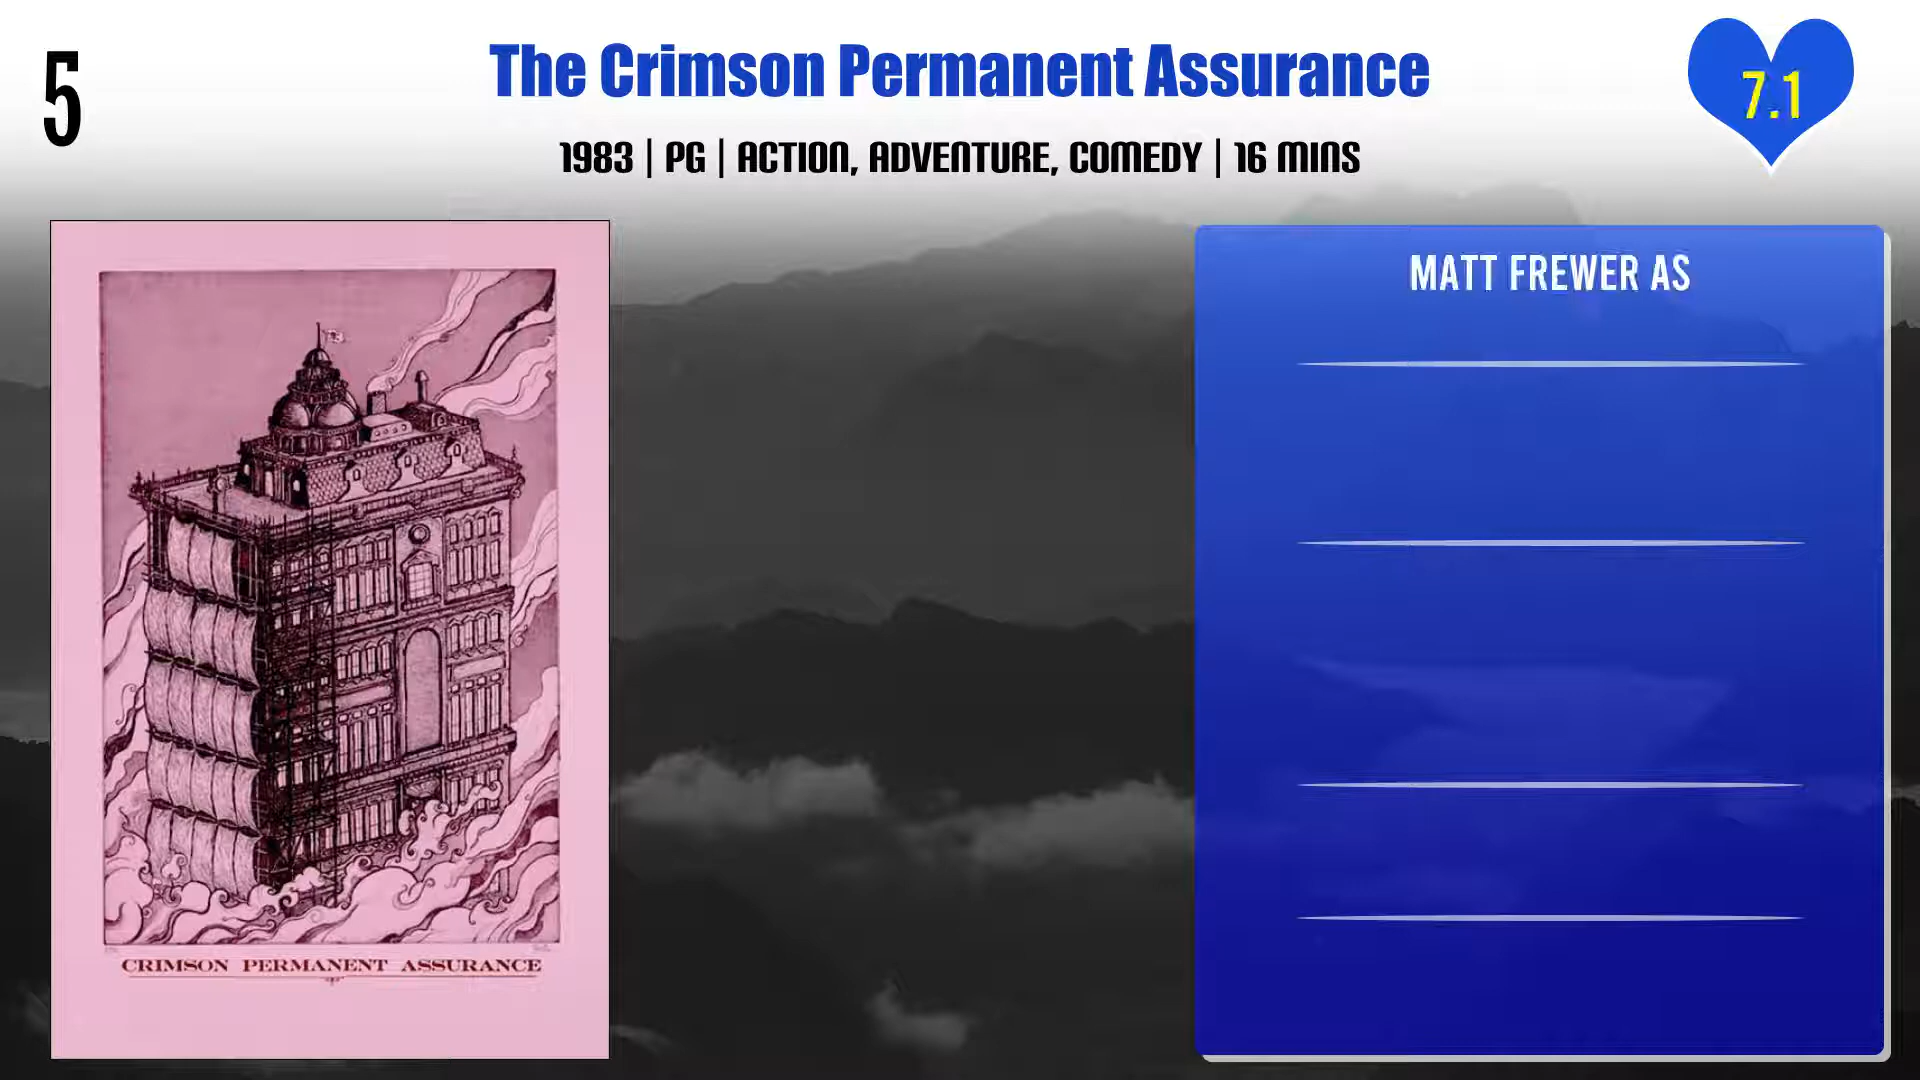 5
The Crimson Permanent Assurance
7.1
1983 | PG | ACTION, ADVENTURE, COMEDY | 16 MINS
MATT FREWER AS
CRIMSON PERMANENT ASSURANCE